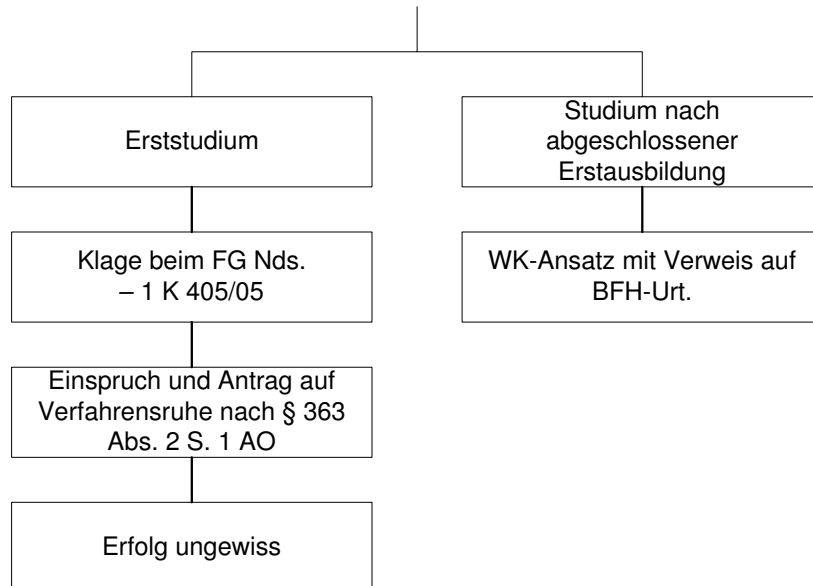 Erststudium
Studium nach
abgeschlossener
Erstausbildung
Klage beim FG Nds.
– 1 K 405/05
WK-Ansatz mit Verweis auf
BFH-Urt.
Einspruch und Antrag auf
Verfahrensruhe nach § 363
Abs. 2 S. 1 AO
Erfolg ungewiss